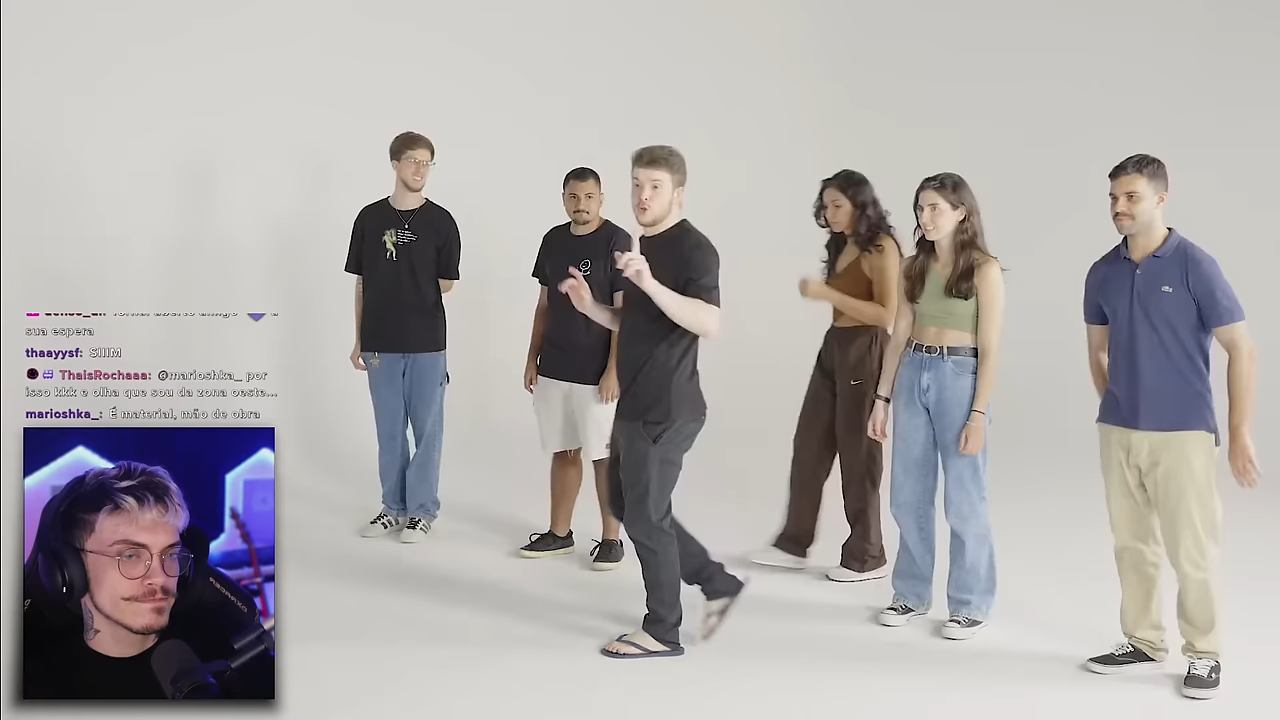 sua espera
thaayysf: SIIIM
ThaisRochaaa: @marioshka_ por
isso kkk e olha que sou da zona oeste...
marioshka_: É material, mão de obra